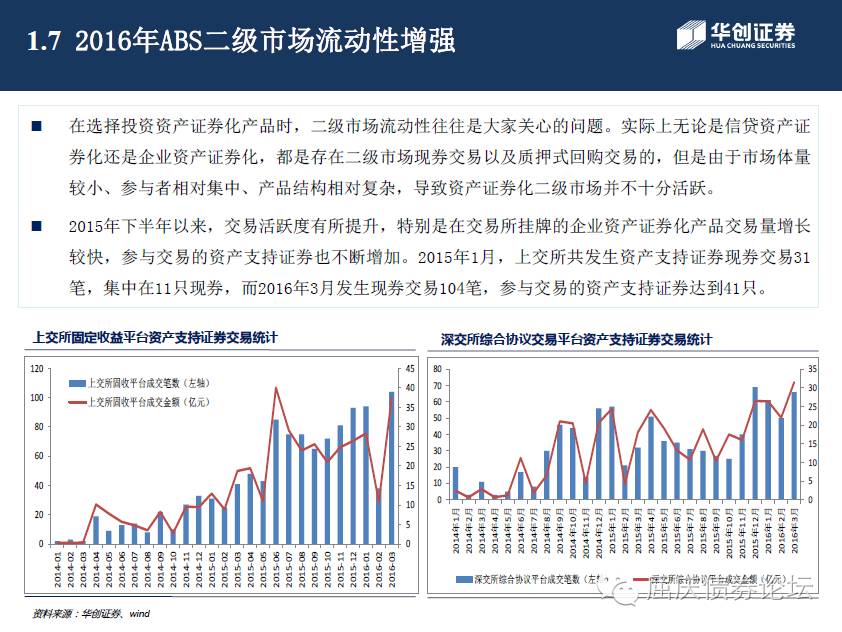 1.7 2016年ABS二级市场流动性增强
华创证券
HUA CHUANG SECURITIES
在选择投资资产证券化产品时，二级市场流动性往往是大家关心的问题。实际上无论是信贷资产证
券化还是企业资产证券化，都是存在二级市场现券交易以及质押式回购交易的，但是由于市场体量
较小、参与者相对集中、产品结构相对复杂，导致资产证券化二级市场并不十分活跃。
2015年下半年以来，交易活跃度有所提升，特别是在交易所挂牌的企业资产证券化产品交易量增长
较快，参与交易的资产支持证券也不断增加。2015年1月，上交所共发生资产支持证券现券交易31
笔，集中在11只现券，而2016年3月发生现券交易104笔，参与交易的资产支持证券达到41只。
上交所固定收益平台资产支持证券交易统计
上交所固收平台成交笔数（左轴）
上交所固收平台成交金额（亿元）
120
100
80
60
40
20
0
45
40
35
30
25
20
15
10
5
0
2014-01
2014-02
2014-03
2014-04
2014-05
2014-06
2014-07
2014-08
2014-09
2014-10
2014-11
2014-12
2015-01
2015-02
2015-03
2015-04
2015-05
2015-06
2015-07
2015-08
2015-09
2015-10
2015-11
2015-12
2016-01
2016-02
2016-03
深交所综合协议交易平台资产支持证券交易统计
80
70
60
50
40
30
20
10
0
35
30
25
20
15
10
5
0
2014年1月
2014年2月
2014年3月
2014年4月
2014年5月
2014年6月
2014年7月
2014年8月
2014年9月
2014年10月
2014年11月
2014年12月
2015年1月
2015年2月
2015年3月
2015年4月
2015年5月
2015年6月
2015年7月
2015年8月
2015年9月
2015年10月
2015年11月
2015年12月
2016年1月
2016年2月
2016年3月
深交所综合协议平台成交笔数（左
深交所综合协议平台成交金额（亿元）
屈庆债券论坛
资料来源：华创证券、wind